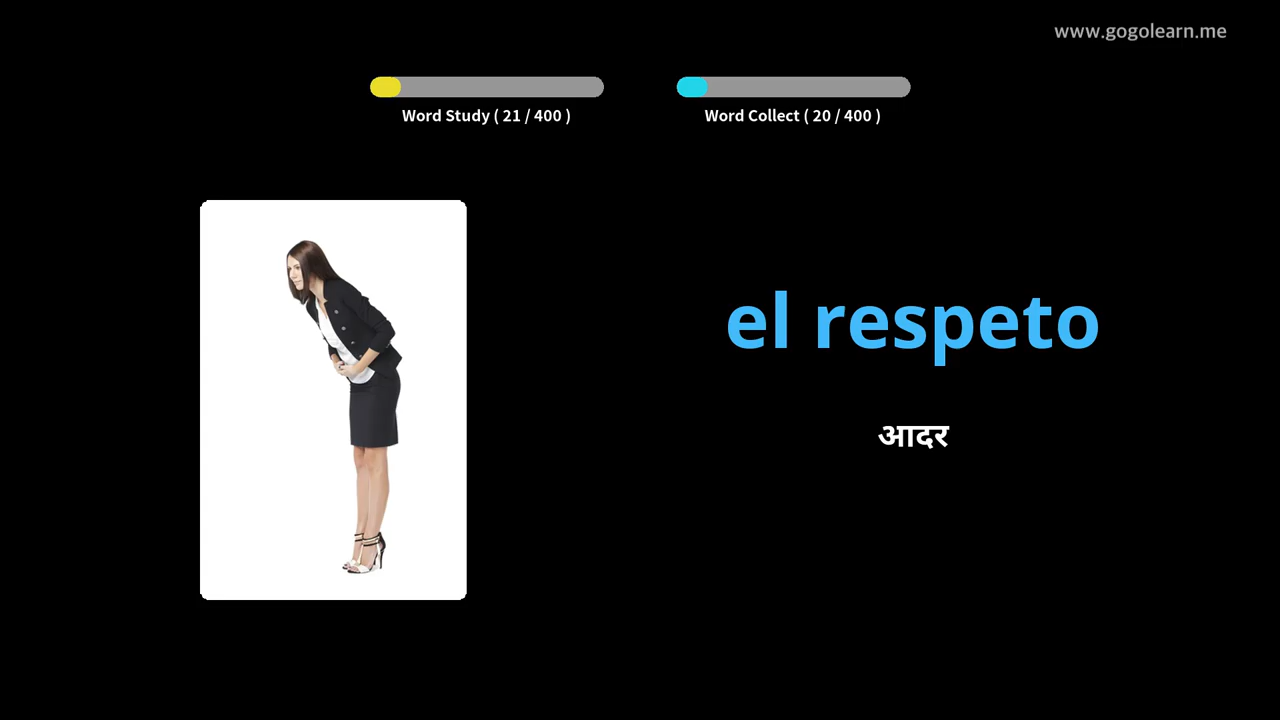 www.gogolearn.me
Word Study ( 21 / 400 )
Word Collect ( 20 / 400 )
el respeto
आदर